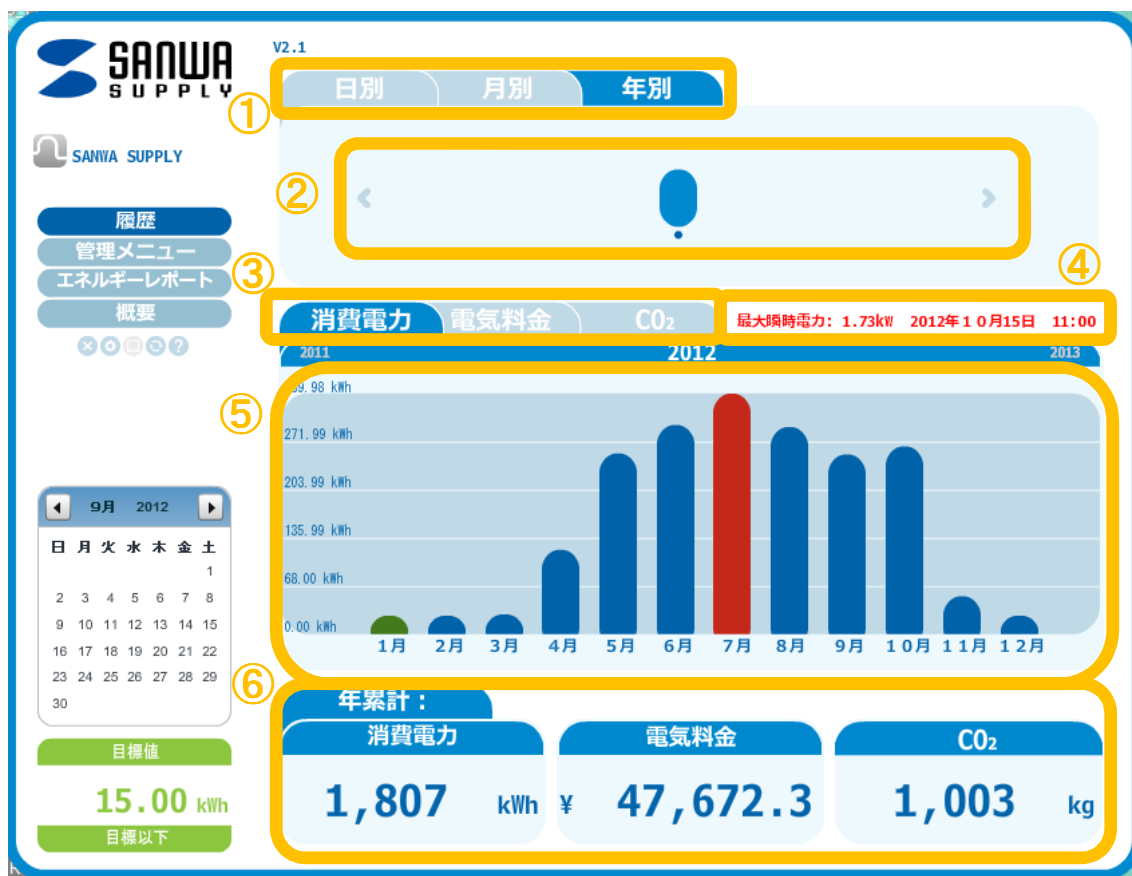 SANWA
SUPPLY
V2.1
① 日別 月別 年別
SANWA SUPPLY
②
履歴
管理メニュー
エネルギーレポート
概要
③ 消費電力 電気料金 CO₂
④ 最大瞬時電力: 1.73kW 2012年10月15日 11:00
2011 2012 2013
⑤
271.99 kWh
203.99 kWh
135.99 kWh
68.00 kWh
0.00 kWh
1月 2月 3月 4月 5月 6月 7月 8月 9月 10月 11月 12月
9月 2012
日 月 火 水 木 金 土
1
2 3 4 5 6 7 8
9 10 11 12 13 14 15
16 17 18 19 20 21 22
23 24 25 26 27 28 29
30
目標値
15.00 kWh
目標以下
⑥ 年累計：
消費電力 電気料金 CO₂
1,807 kWh ¥ 47,672.3 1,003 kg